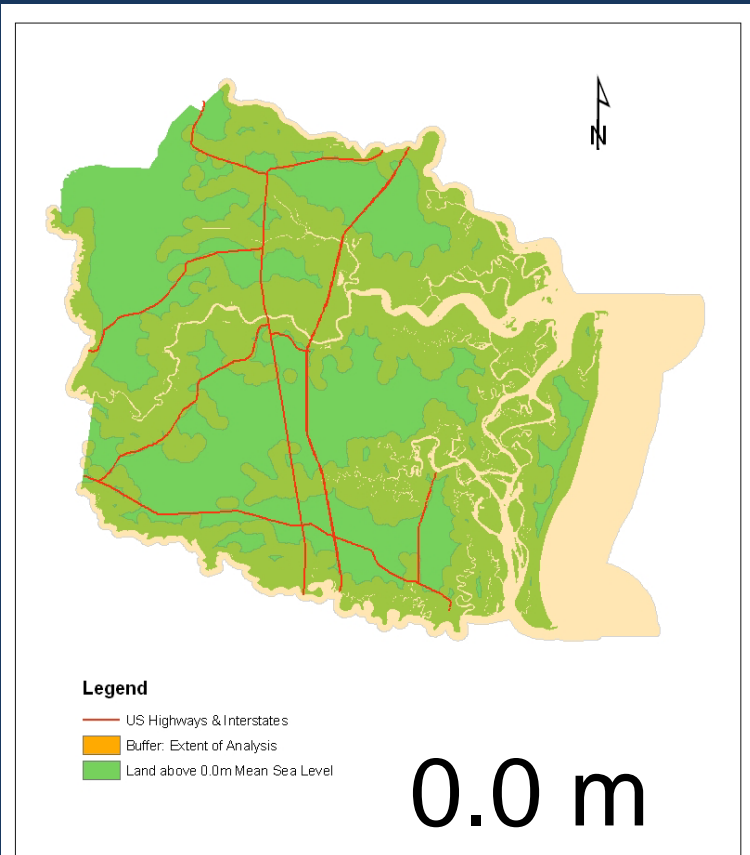 N
Legend
US Highways & Interstates
Buffer: Extent of Analysis
Land above 0.0m Mean Sea Level
0.0 m